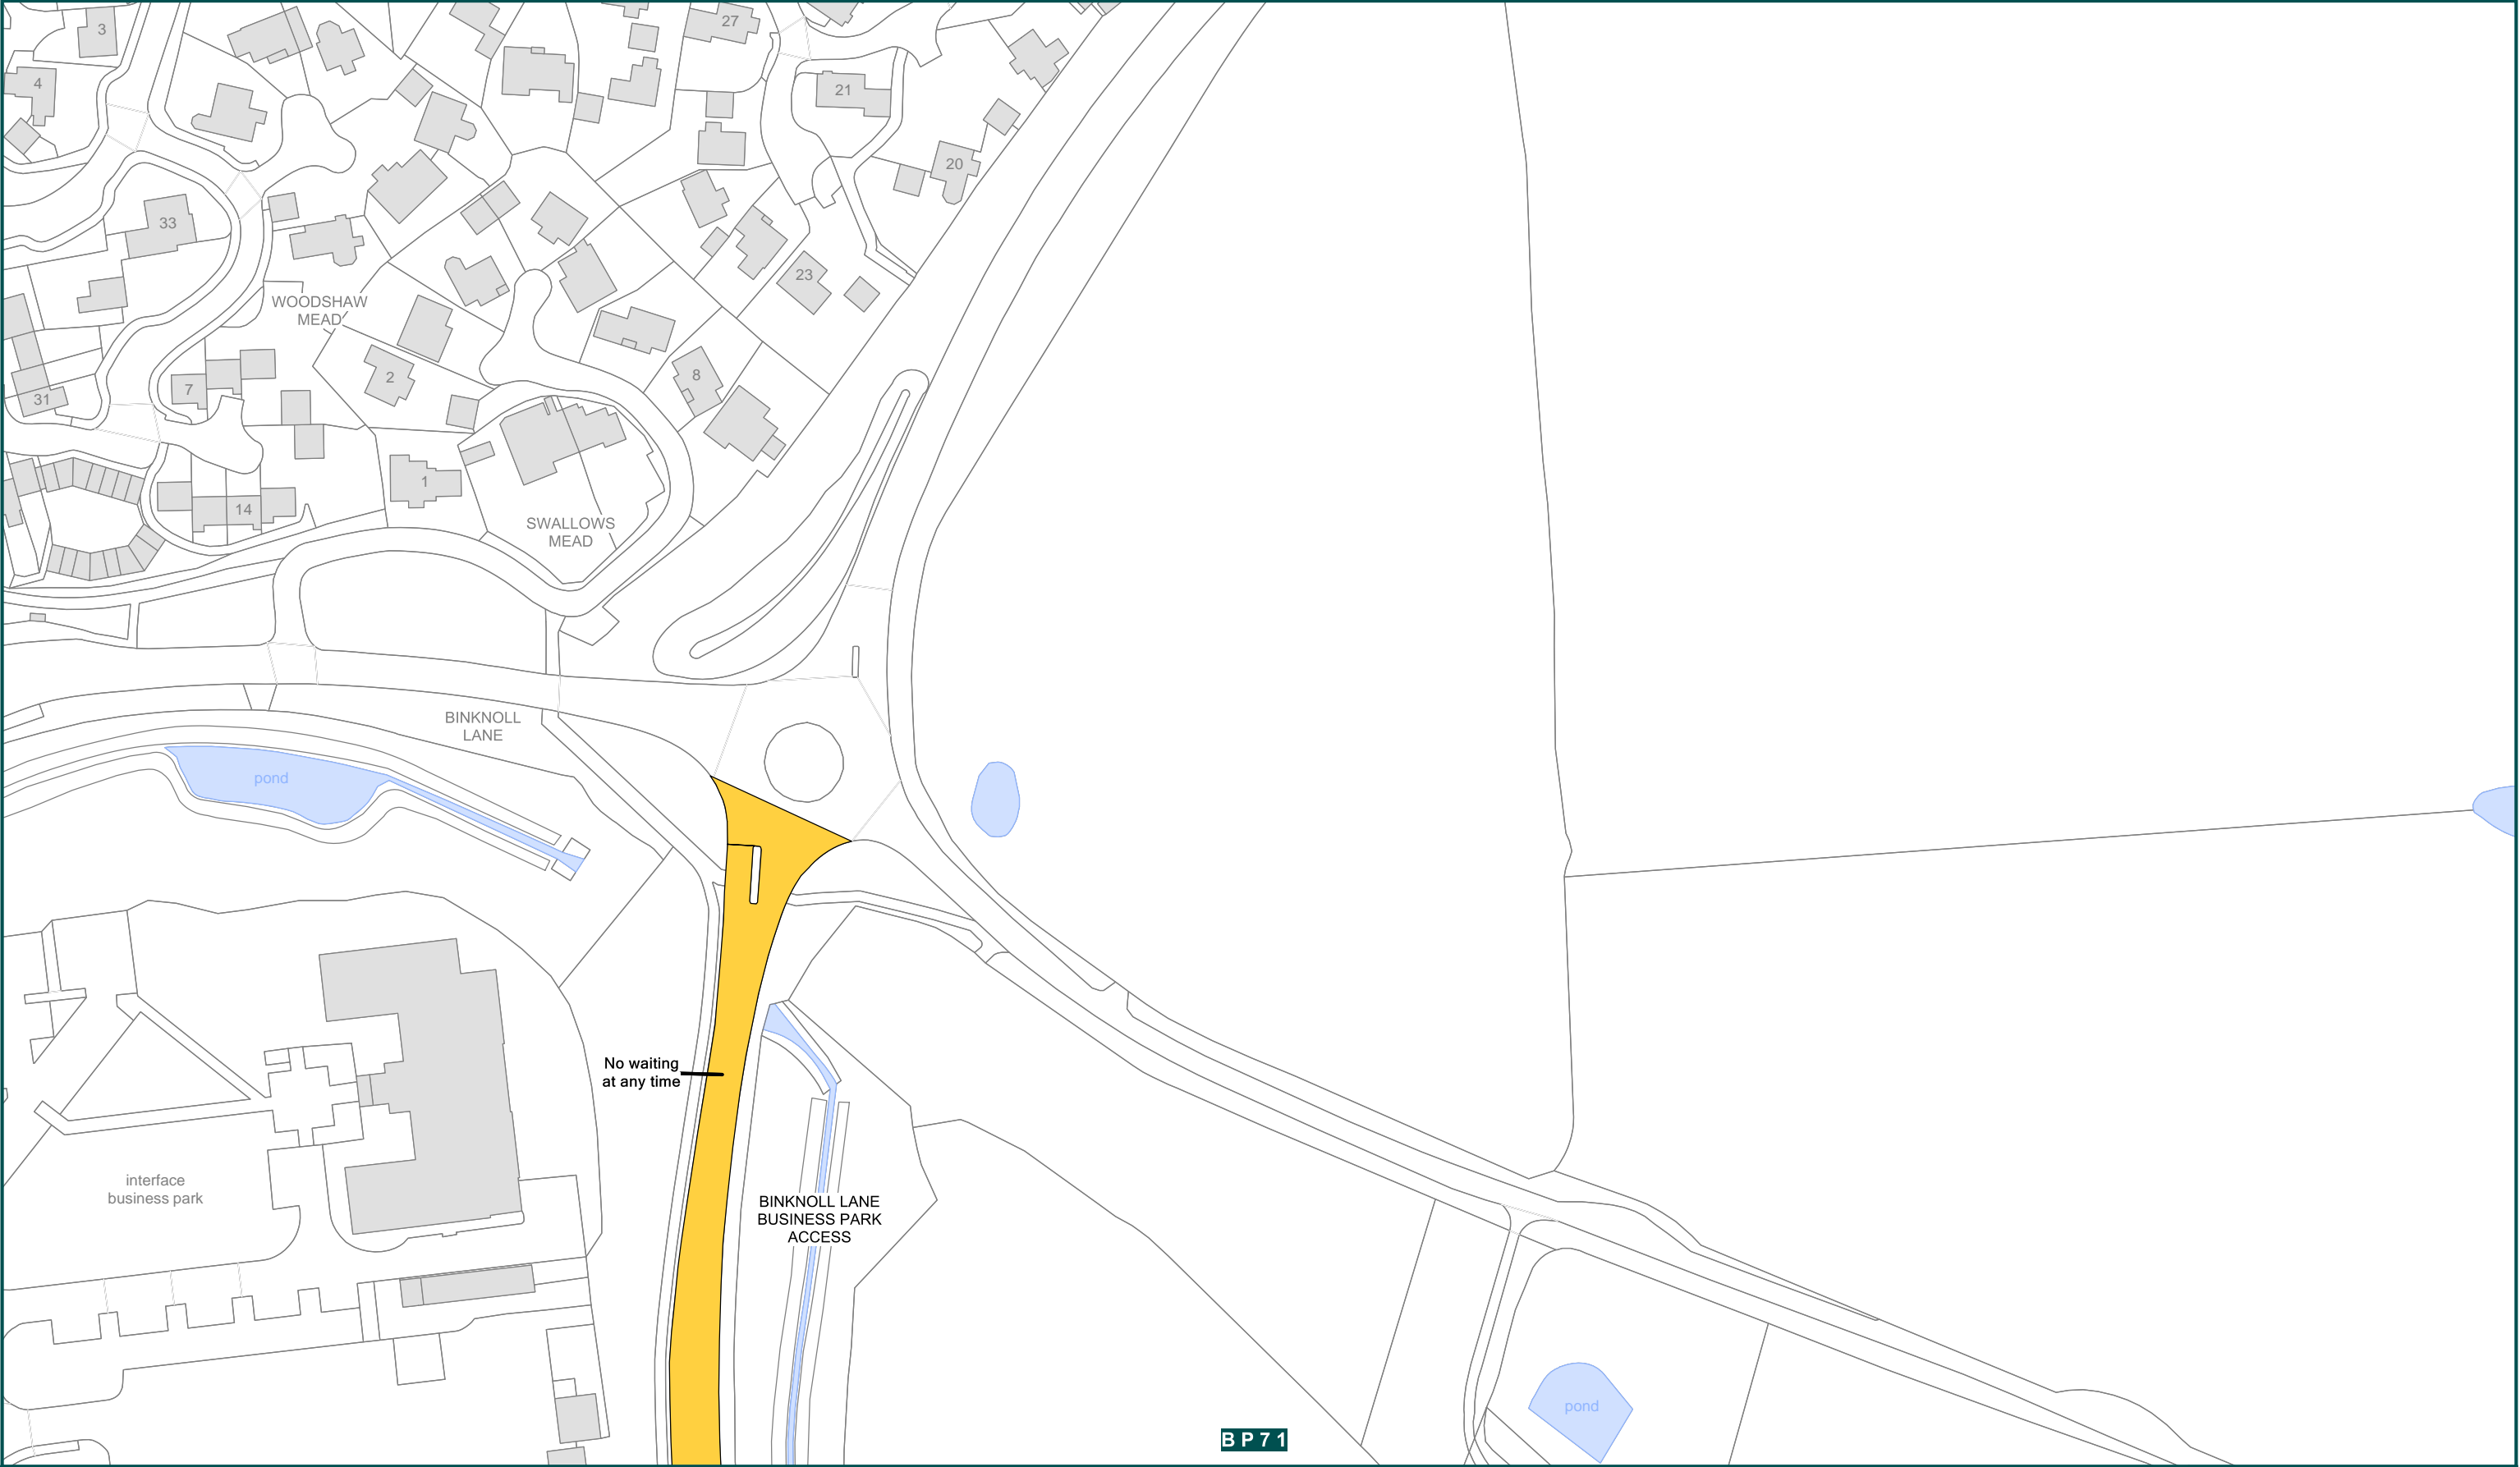 3
27
4
21
20
33
WOODSHAW
MEAD
23
7
2
8
31
1
14
SWALLOWS
MEAD
BINKNOLL
LANE
pond
No waiting
at any time
interface
business park
BINKNOLL LANE
BUSINESS PARK
ACCESS
pond
BP71